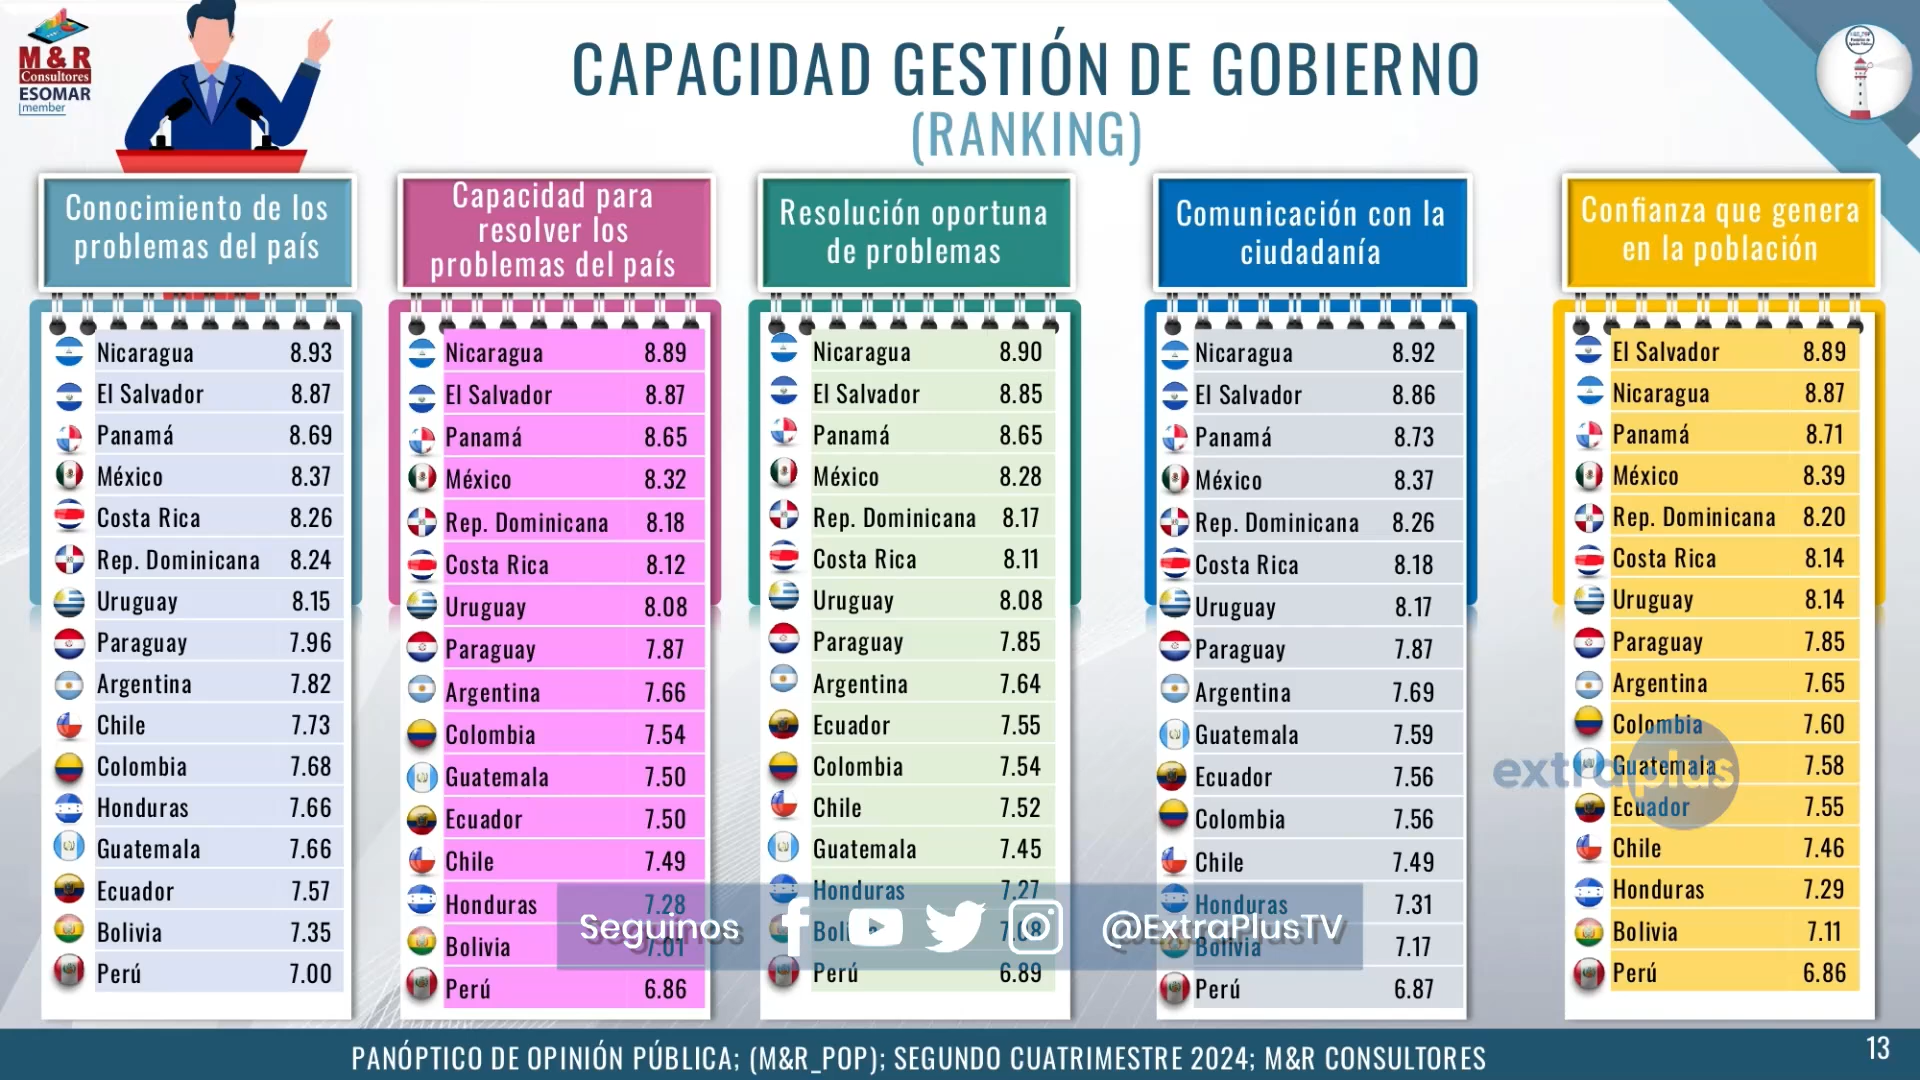 M&R
Consultores
ESOMAR
member
CAPACIDAD GESTIÓN DE GOBIERNO
(RANKING)
Conocimiento de los
problemas del país
Nicaragua 8.93
El Salvador 8.87
Panamá 8.69
México 8.37
Costa Rica 8.26
Rep. Dominicana 8.24
Uruguay 8.15
Paraguay 7.96
Argentina 7.82
Chile 7.73
Colombia 7.68
Honduras 7.66
Guatemala 7.66
Ecuador 7.57
Bolivia 7.35
Perú 7.00
Capacidad para
resolver los
problemas del país
Nicaragua 8.89
El Salvador 8.87
Panamá 8.65
México 8.32
Rep. Dominicana 8.18
Costa Rica 8.12
Uruguay 8.08
Paraguay 7.87
Argentina 7.66
Colombia 7.54
Guatemala 7.50
Ecuador 7.50
Chile 7.49
Honduras 7.28
Bolivia 7.01
Perú 6.86
Resolución oportuna
de problemas
Nicaragua 8.90
El Salvador 8.85
Panamá 8.65
México 8.28
Rep. Dominicana 8.17
Costa Rica 8.11
Uruguay 8.08
Paraguay 7.85
Argentina 7.64
Ecuador 7.55
Colombia 7.54
Chile 7.52
Guatemala 7.45
Honduras 7.27
Bolivia 7.08
Perú 6.89
Comunicación con la
ciudadanía
Nicaragua 8.92
El Salvador 8.86
Panamá 8.73
México 8.37
Rep. Dominicana 8.26
Costa Rica 8.18
Uruguay 8.17
Paraguay 7.87
Argentina 7.69
Guatemala 7.59
Ecuador 7.56
Colombia 7.56
Chile 7.49
Honduras 7.31
Bolivia 7.17
Perú 6.87
Confianza que genera
en la población
El Salvador 8.89
Nicaragua 8.87
Panamá 8.71
México 8.39
Rep. Dominicana 8.20
Costa Rica 8.14
Uruguay 8.14
Paraguay 7.85
Argentina 7.65
Colombia 7.60
Guatemala 7.58
Ecuador 7.55
Chile 7.46
Honduras 7.29
Bolivia 7.11
Perú 6.86
extra plus
Seguinos @ExtraPlusTV
PANÓPTICO DE OPINIÓN PÚBLICA; (M&R_POP); SEGUNDO CUATRIMESTRE 2024; M&R CONSULTORES
13